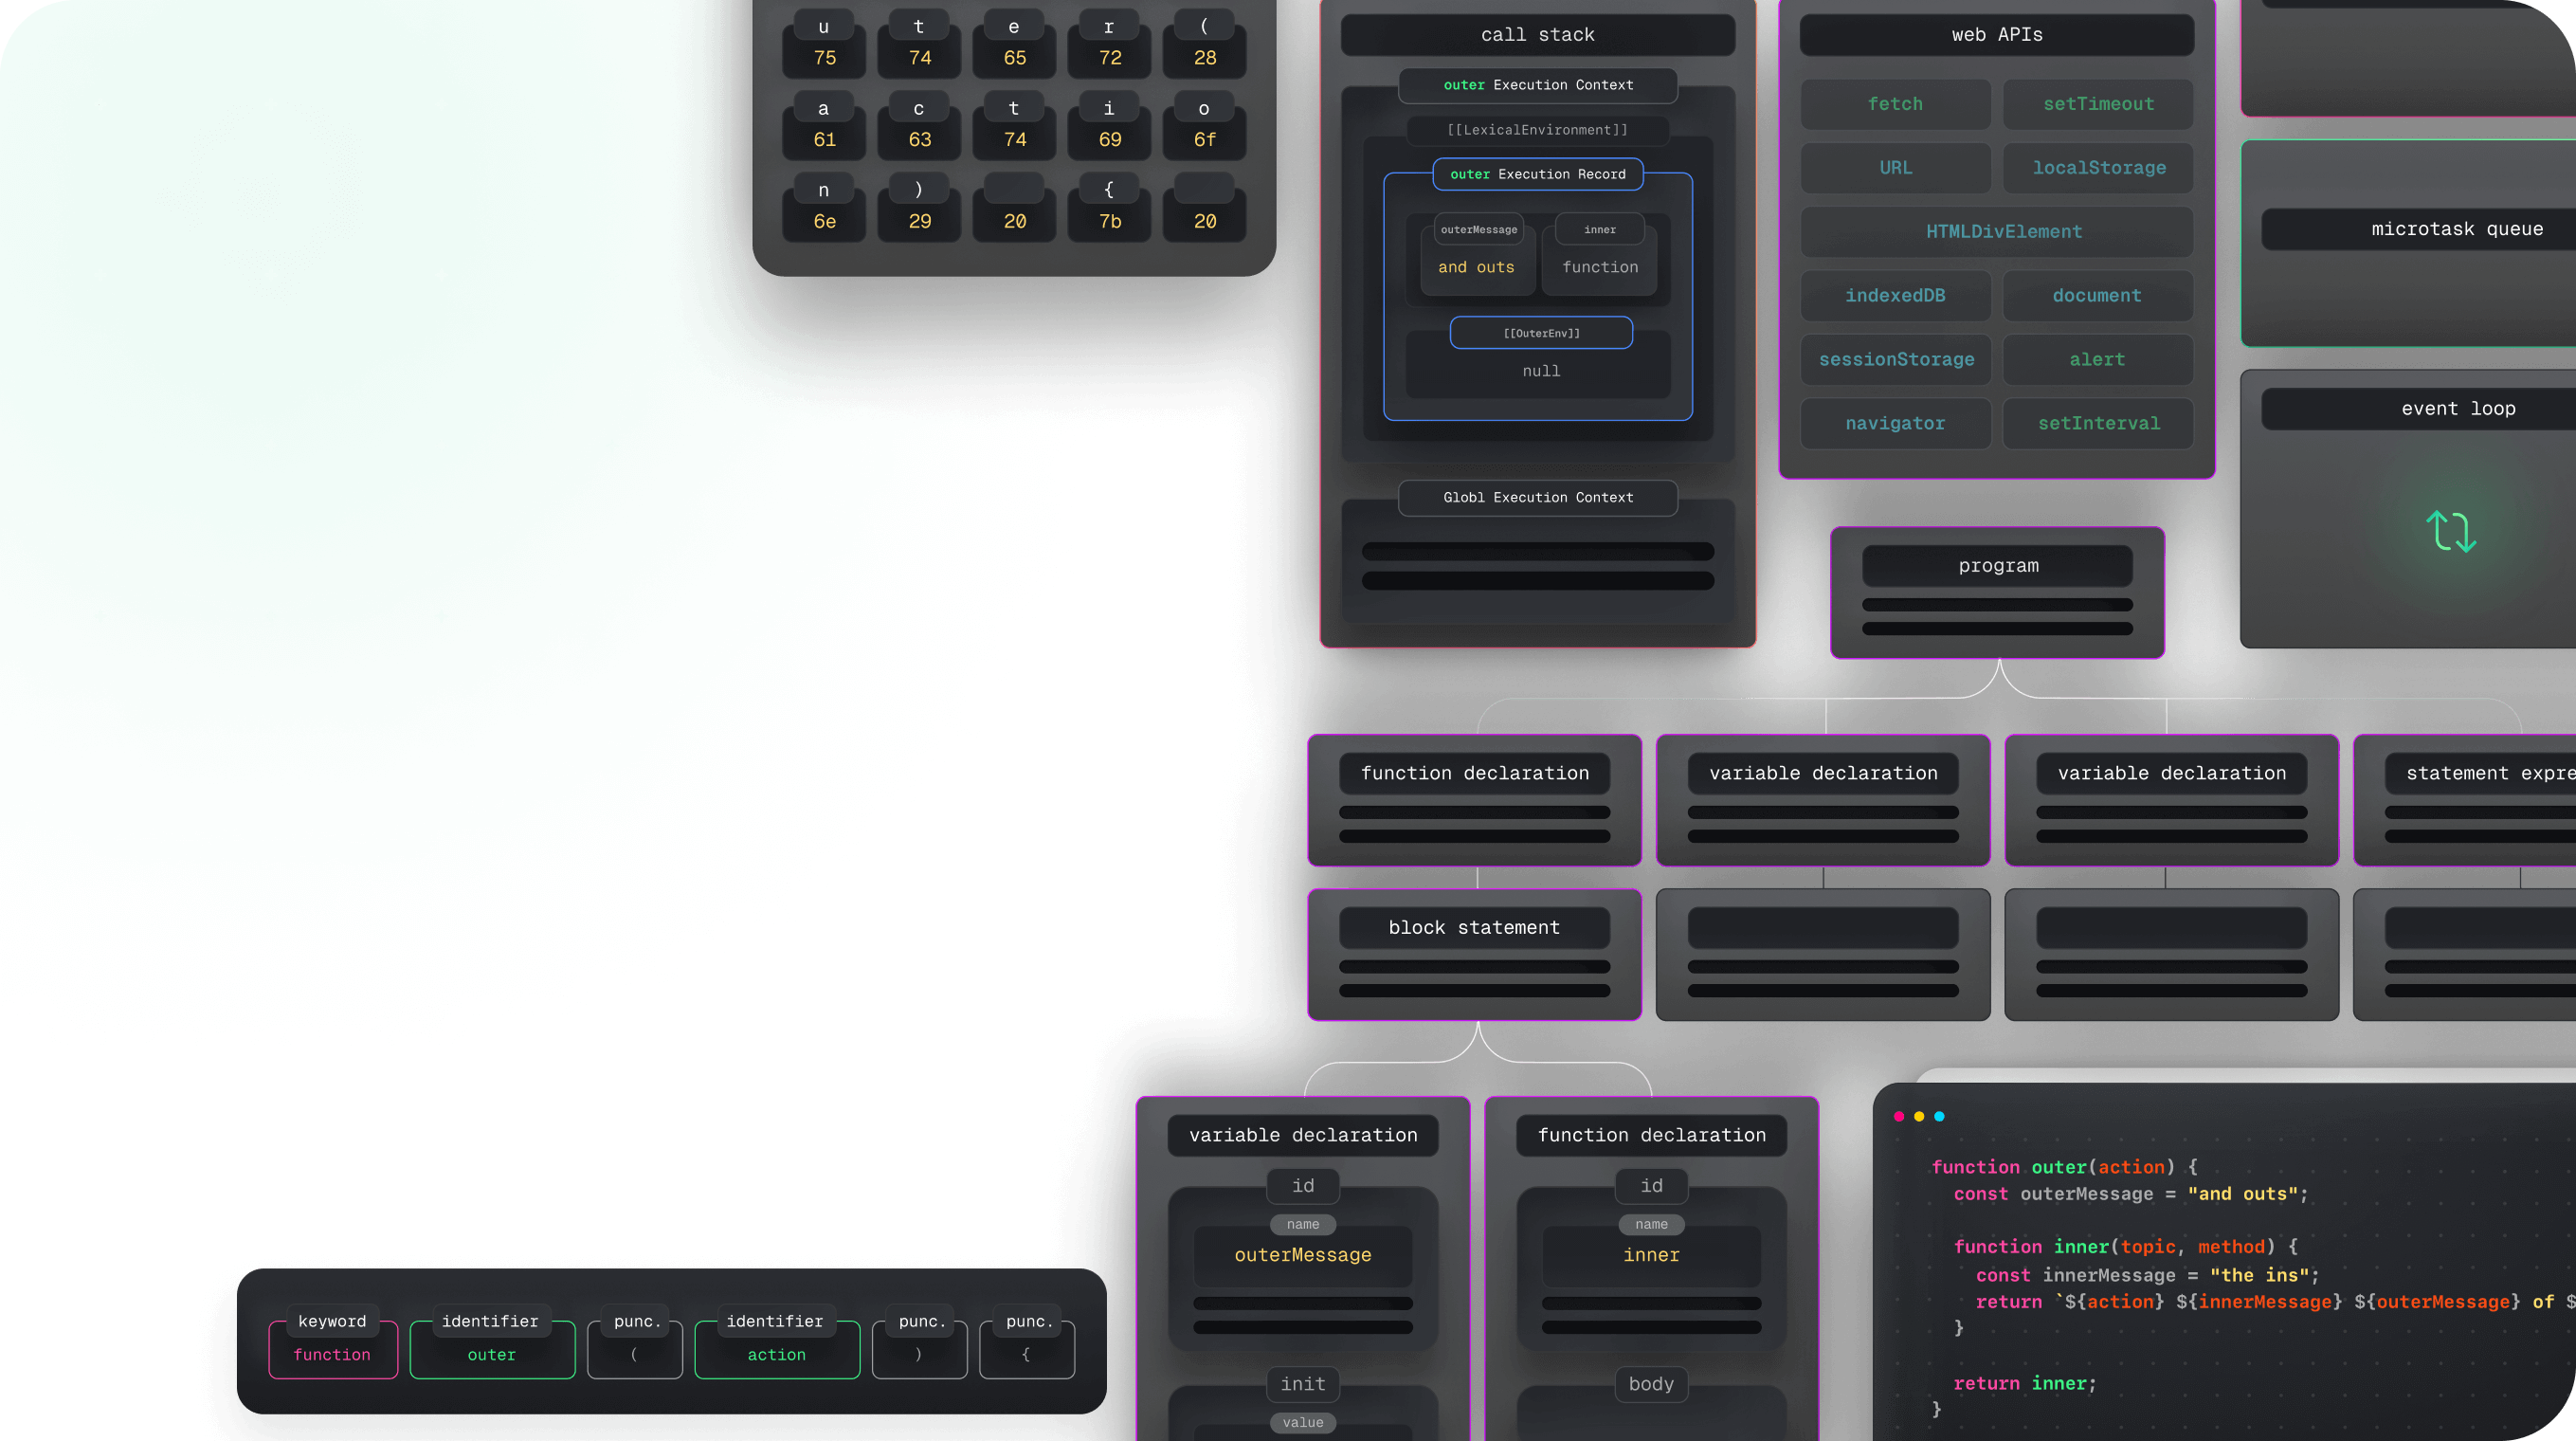 u t e r (
75 74 65 72 28
a c t i o
61 63 74 69 6f
n ) {
6e 29 20 7b 20
call stack
outer Execution Context
[[LexicalEnvironment]]
outer Execution Record
outerMessage inner
and outs function
[[OuterEnv]]
null
Globl Execution Context
web APIs
fetch setTimeout
URL localStorage
HTMLDivElement
indexedDB document
sessionStorage alert
navigator setInterval
microtask queue
event loop
program
function declaration variable declaration variable declaration statement expre
block statement
variable declaration function declaration
id id
name name
outerMessage inner
init body
value
keyword identifier punc. identifier punc. punc.
function outer ( action ) {
function outer(action) {
const outerMessage = "and outs";
function inner(topic, method) {
const innerMessage = "the ins";
return `${action} ${innerMessage} ${outerMessage} of $
}
return inner;
}